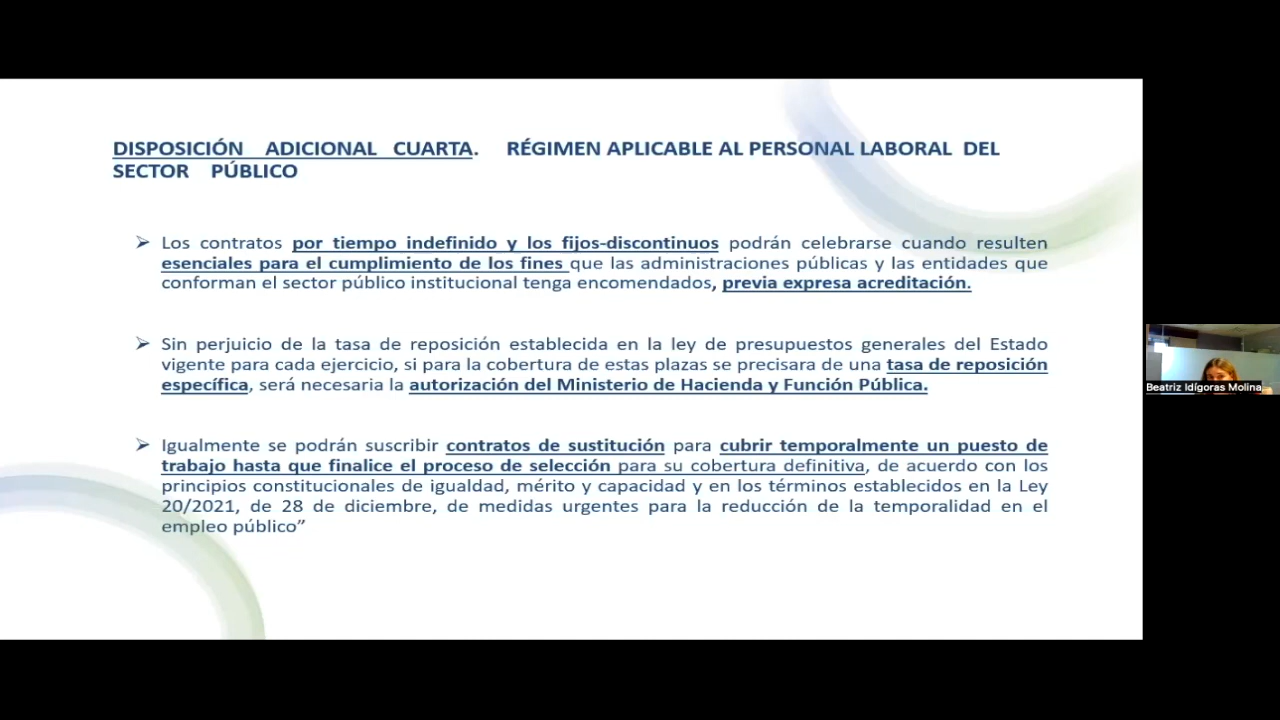 DISPOSICIÓN ADICIONAL CUARTA. RÉGIMEN APLICABLE AL PERSONAL LABORAL DEL
SECTOR PÚBLICO
➢ Los contratos por tiempo indefinido y los fijos-discontinuos podrán celebrarse cuando resulten
esenciales para el cumplimiento de los fines que las administraciones públicas y las entidades que
conforman el sector público institucional tenga encomendados, previa expresa acreditación.
➢ Sin perjuicio de la tasa de reposición establecida en la ley de presupuestos generales del Estado
vigente para cada ejercicio, si para la cobertura de estas plazas se precisara de una tasa de reposición
específica, será necesaria la autorización del Ministerio de Hacienda y Función Pública.
➢ Igualmente se podrán suscribir contratos de sustitución para cubrir temporalmente un puesto de
trabajo hasta que finalice el proceso de selección para su cobertura definitiva, de acuerdo con los
principios constitucionales de igualdad, mérito y capacidad y en los términos establecidos en la Ley
20/2021, de 28 de diciembre, de medidas urgentes para la reducción de la temporalidad en el
empleo público”
Beatriz Idígoras Molina